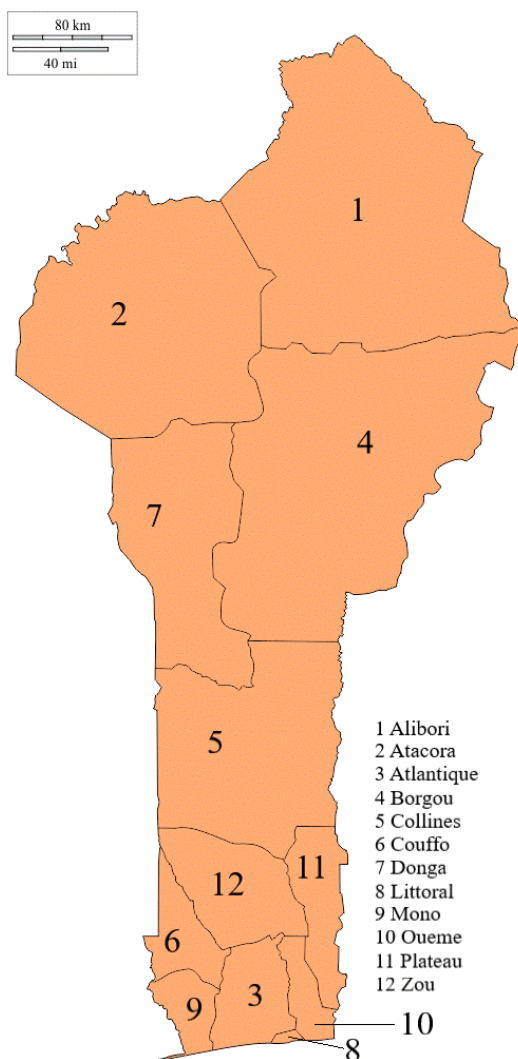 80 km
40 mi
1
2
4
7
5
1 Alibori
2 Atacora
3 Atlantique
4 Borgou
5 Collines
6 Couffo
7 Donga
8 Littoral
9 Mono
10 Oueme
11 Plateau
12 Zou
11
12
6
3
9
10
8